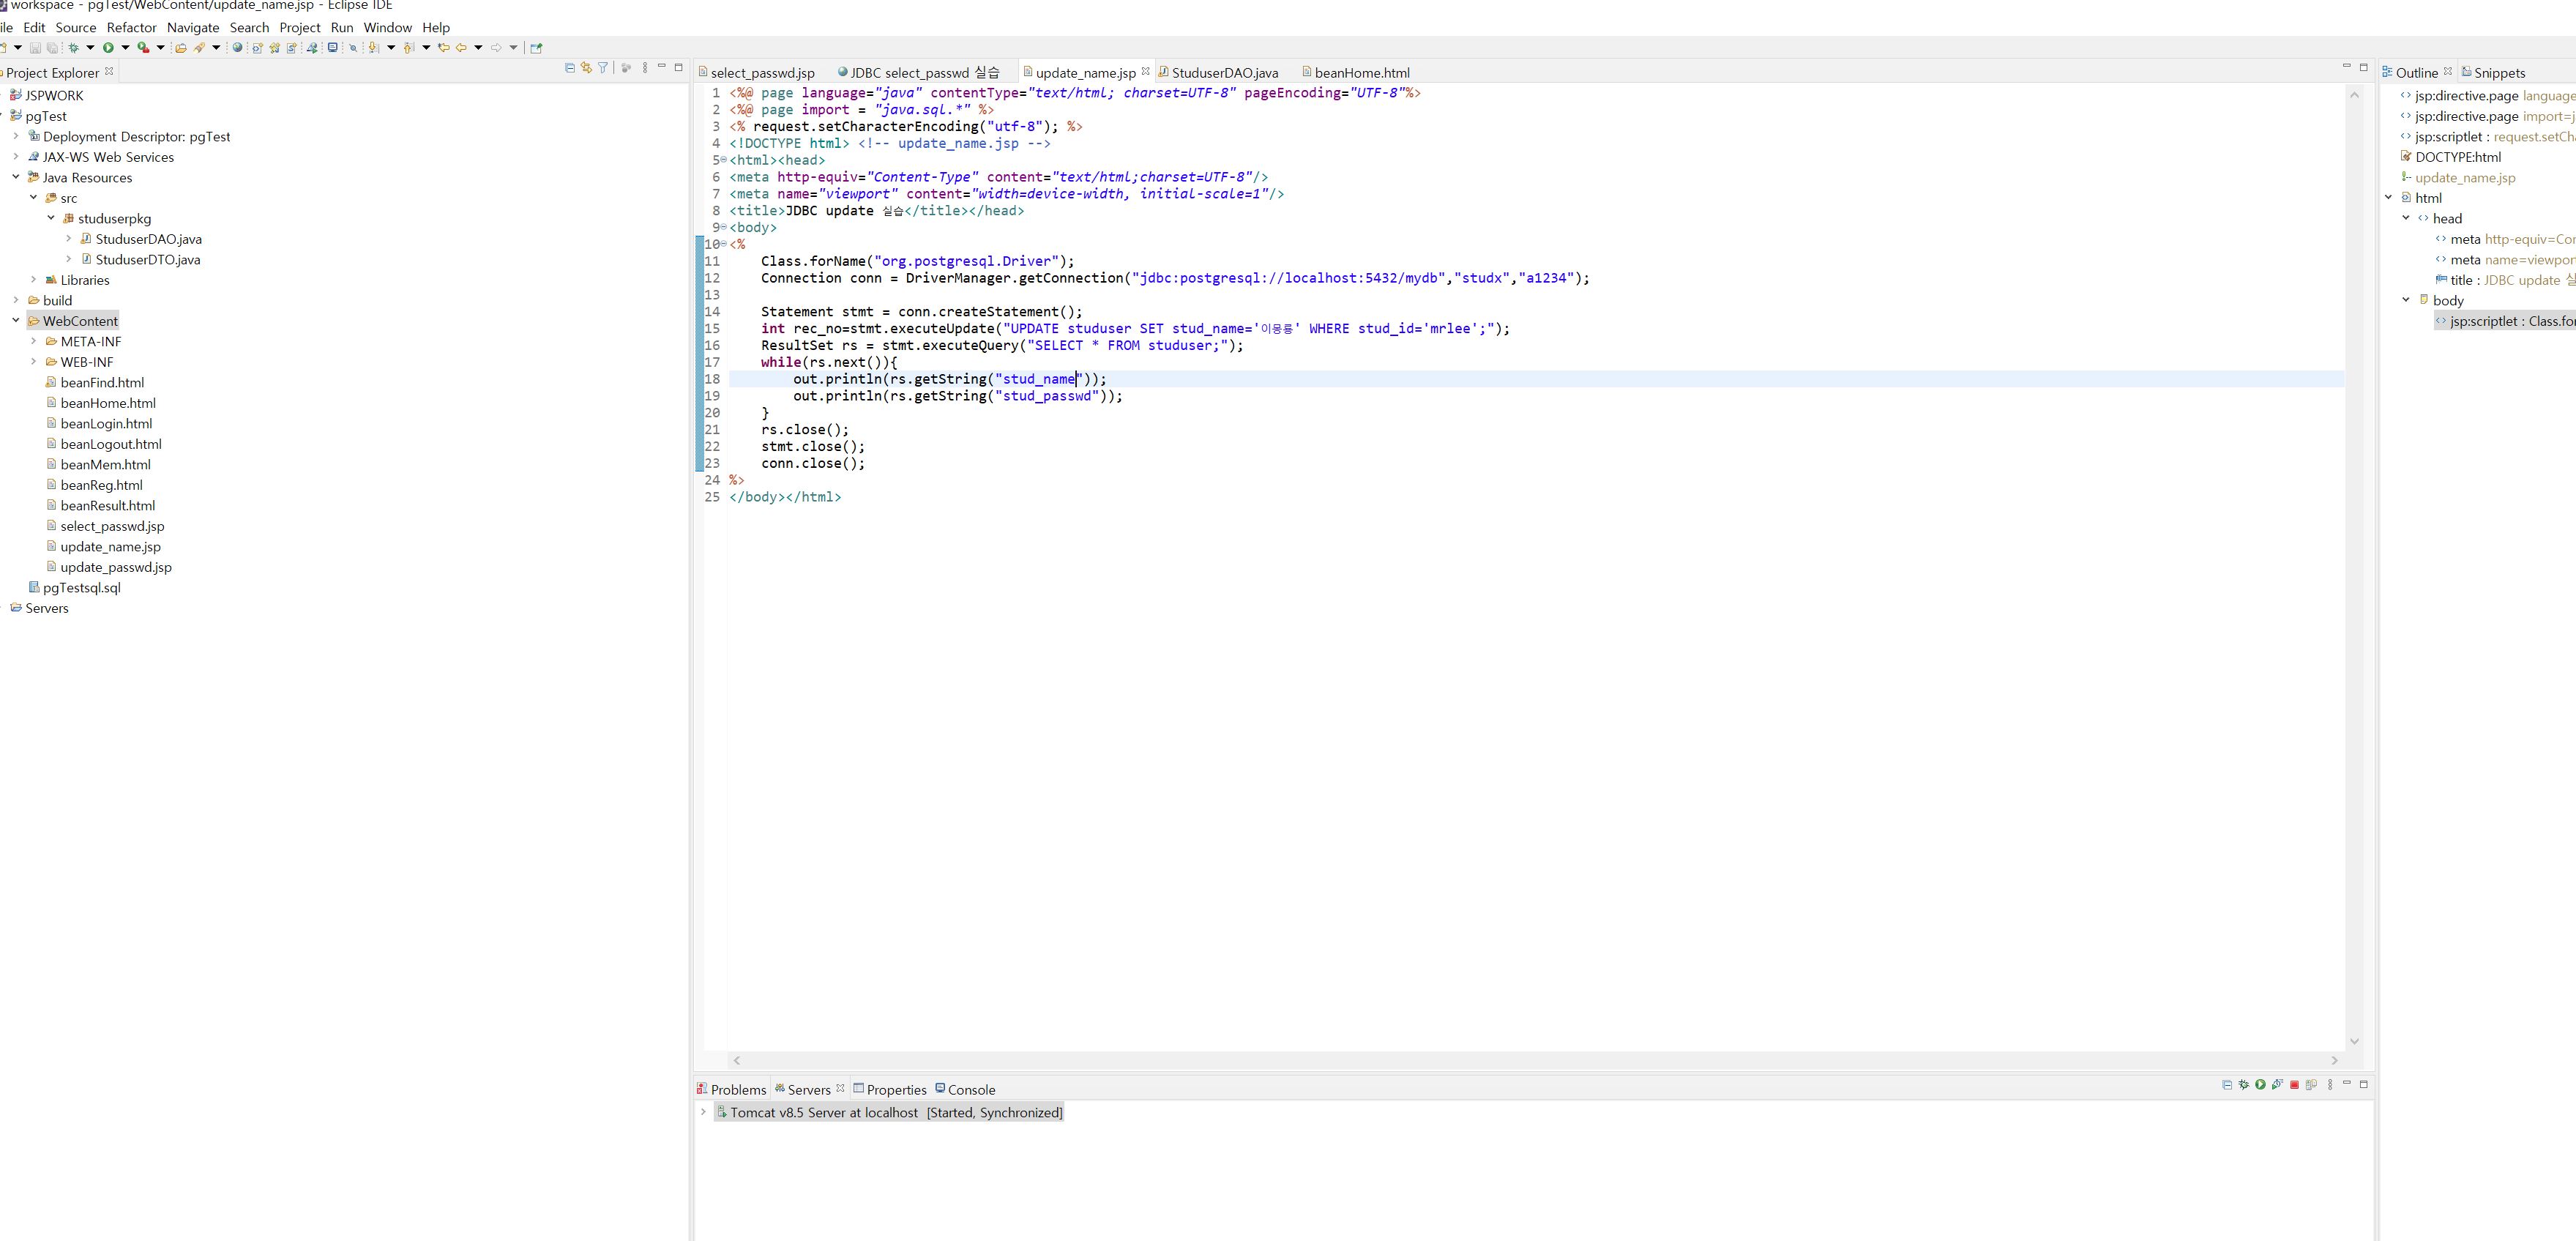 workspace - pgTest/WebContent/update_name.jsp - Eclipse IDE
ile Edit Source Refactor Navigate Search Project Run Window Help
Project Explorer
JSPWORK
pgTest
Deployment Descriptor: pgTest
JAX-WS Web Services
Java Resources
src
studuserpkg
StuduserDAO.java
StuduserDTO.java
Libraries
build
WebContent
META-INF
WEB-INF
beanFind.html
beanHome.html
beanLogin.html
beanLogout.html
beanMem.html
beanReg.html
beanResult.html
select_passwd.jsp
update_name.jsp
update_passwd.jsp
pgTestsql.sql
Servers
select_passwd.jsp JDBC select_passwd 실습 update_name.jsp StuduserDAO.java beanHome.html
1 <%@ page language="java" contentType="text/html; charset=UTF-8" pageEncoding="UTF-8"%>
2 <%@ page import = "java.sql.*" %>
3 <% request.setCharacterEncoding("utf-8"); %>
4 <!DOCTYPE html> <!-- update_name.jsp -->
5 <html><head>
6 <meta http-equiv="Content-Type" content="text/html;charset=UTF-8"/>
7 <meta name="viewport" content="width=device-width, initial-scale=1"/>
8 <title>JDBC update 실습</title></head>
9 <body>
10 <%
11 Class.forName("org.postgresql.Driver");
12 Connection conn = DriverManager.getConnection("jdbc:postgresql://localhost:5432/mydb","studx","a1234");
13
14 Statement stmt = conn.createStatement();
15 int rec_no=stmt.executeUpdate("UPDATE studuser SET stud_name='이몽룡' WHERE stud_id='mrlee';");
16 ResultSet rs = stmt.executeQuery("SELECT * FROM studuser;");
17 while(rs.next()){
18 out.println(rs.getString("stud_name"));
19 out.println(rs.getString("stud_passwd"));
20 }
21 rs.close();
22 stmt.close();
23 conn.close();
24 %>
25 </body></html>
Problems Servers Properties Console
Tomcat v8.5 Server at localhost [Started, Synchronized]
Outline Snippets
jsp:directive.page language
jsp:directive.page import=j
jsp:scriptlet : request.setCha
DOCTYPE:html
update_name.jsp
html
head
meta http-equiv=Con
meta name=viewport
title : JDBC update 실
body
jsp:scriptlet : Class.for